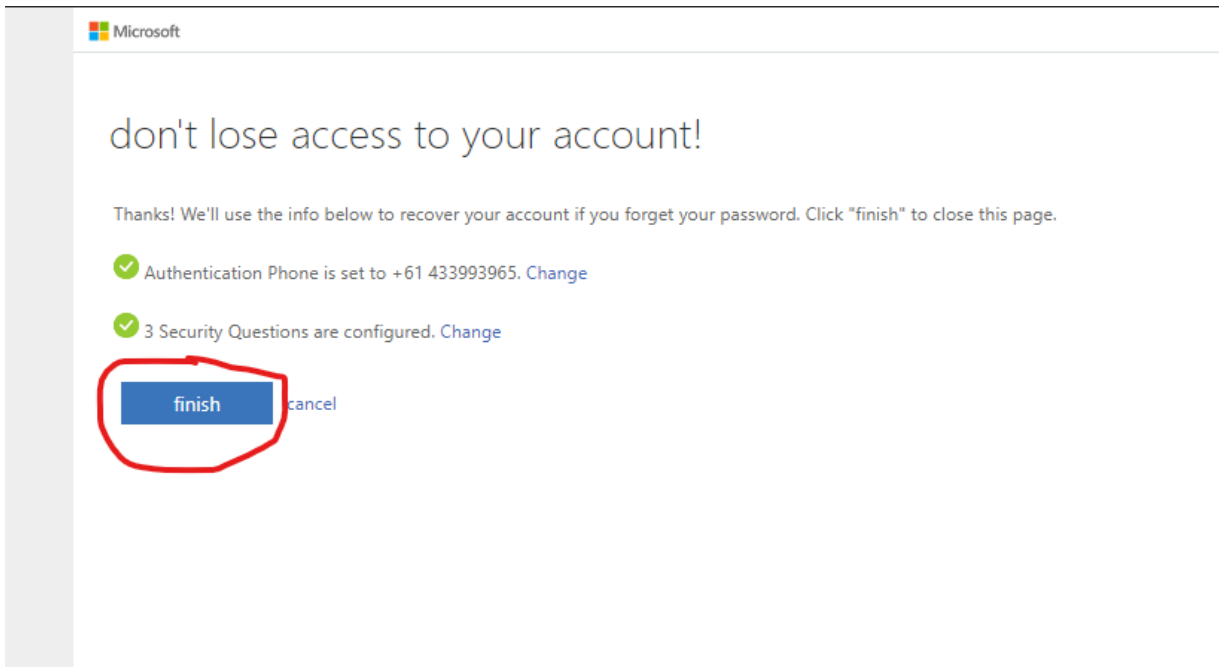 Microsoft
don't lose access to your account!
Thanks! We'll use the info below to recover your account if you forget your password. Click "finish" to close this page.
Authentication Phone is set to +61 433993965. Change
3 Security Questions are configured. Change
finish cancel